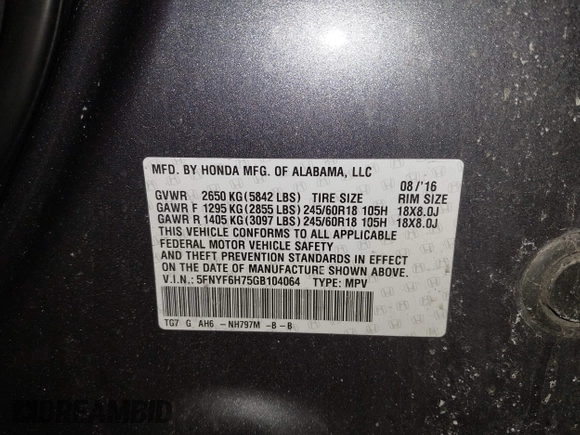 MFD. BY HONDA MFG. OF ALABAMA, LLC
08/'16
GVWR 2650 KG (5842 LBS) TIRE SIZE RIM SIZE
GAWR F 1295 KG (2855 LBS) 245/60R18 105H 18X8.0J
GAWR R 1405 KG (3097 LBS) 245/60R18 105H 18X8.0J
THIS VEHICLE CONFORMS TO ALL APPLICABLE
FEDERAL MOTOR VEHICLE SAFETY
AND THEFT PREVENTION STANDARDS IN EFFECT
ON THE DATE OF MANUFACTURE SHOWN ABOVE.
V.I.N.: 5FNYF6H75GB104064 TYPE: MPV
TG7 G AH6 -NH797M -B-B
DREAMBID